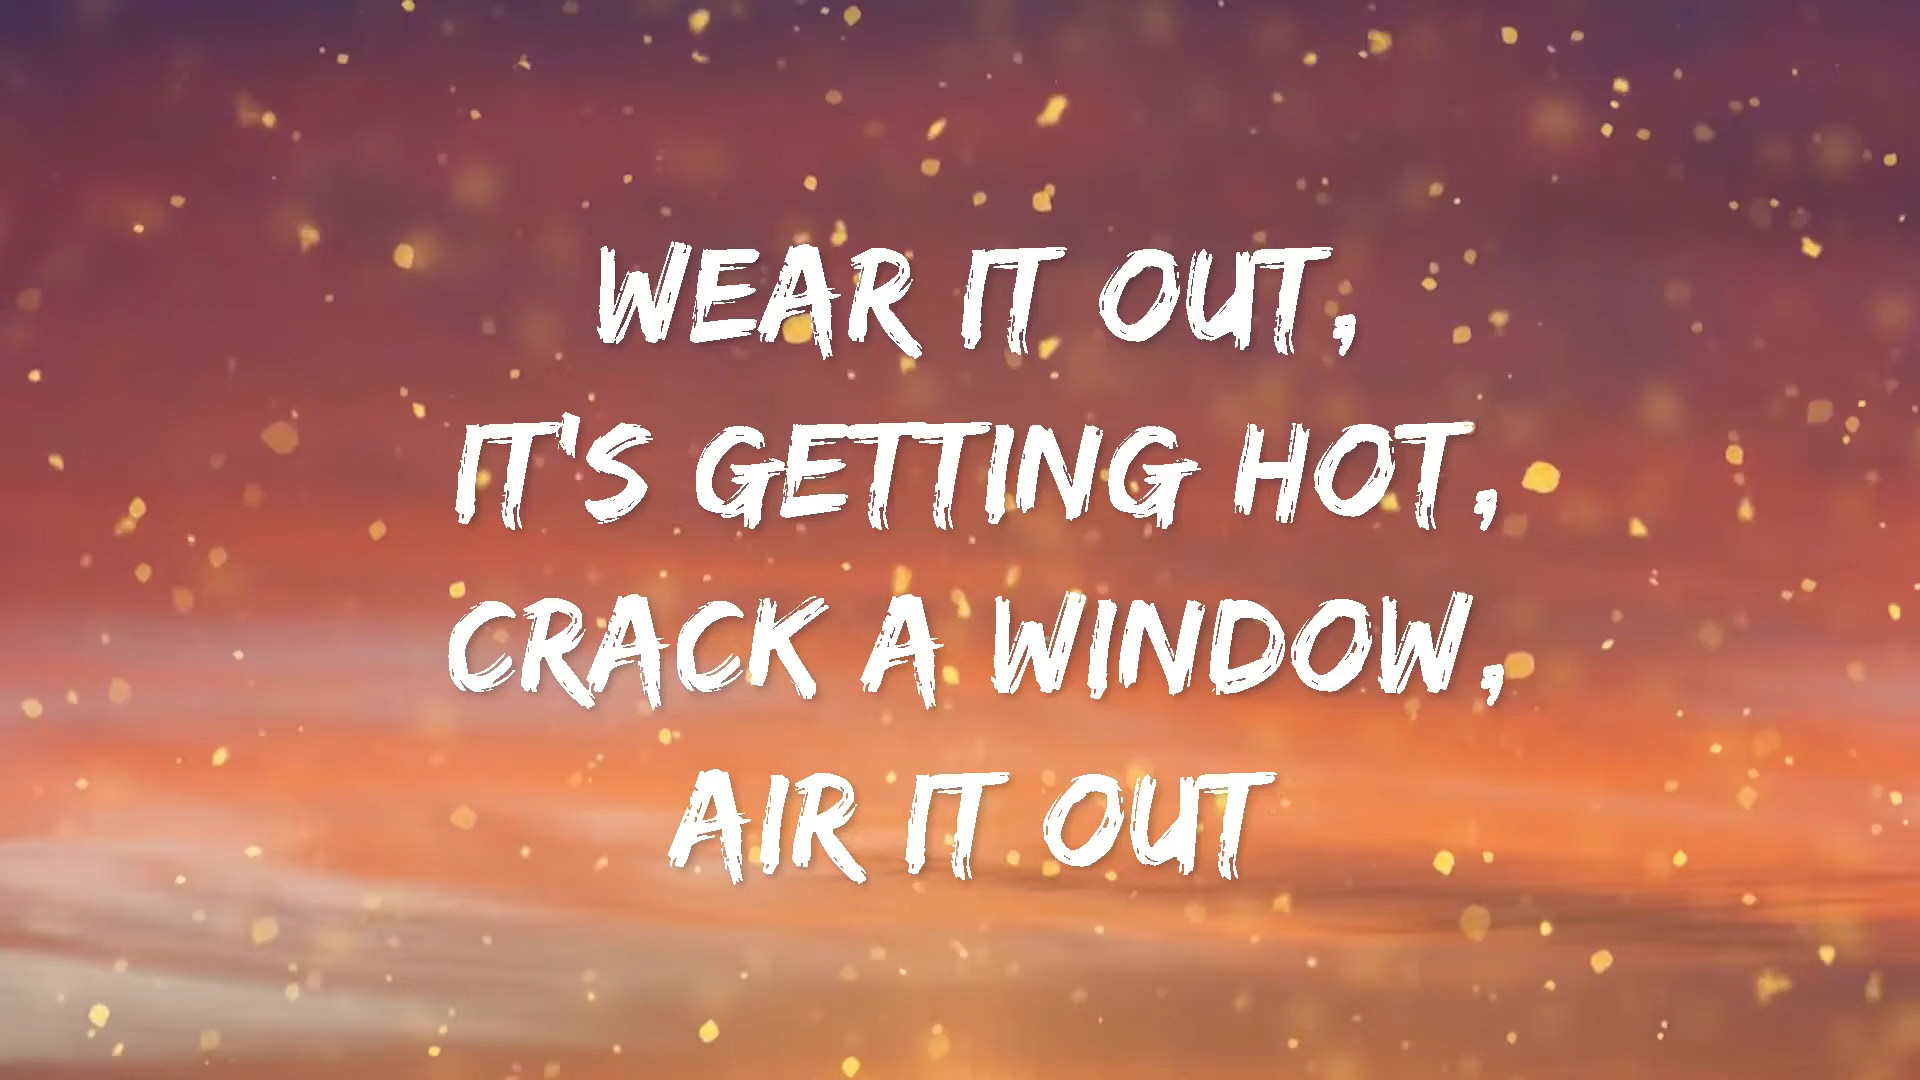 WEAR IT OUT,
IT'S GETTING HOT,
CRACK A WINDOW,
AIR IT OUT